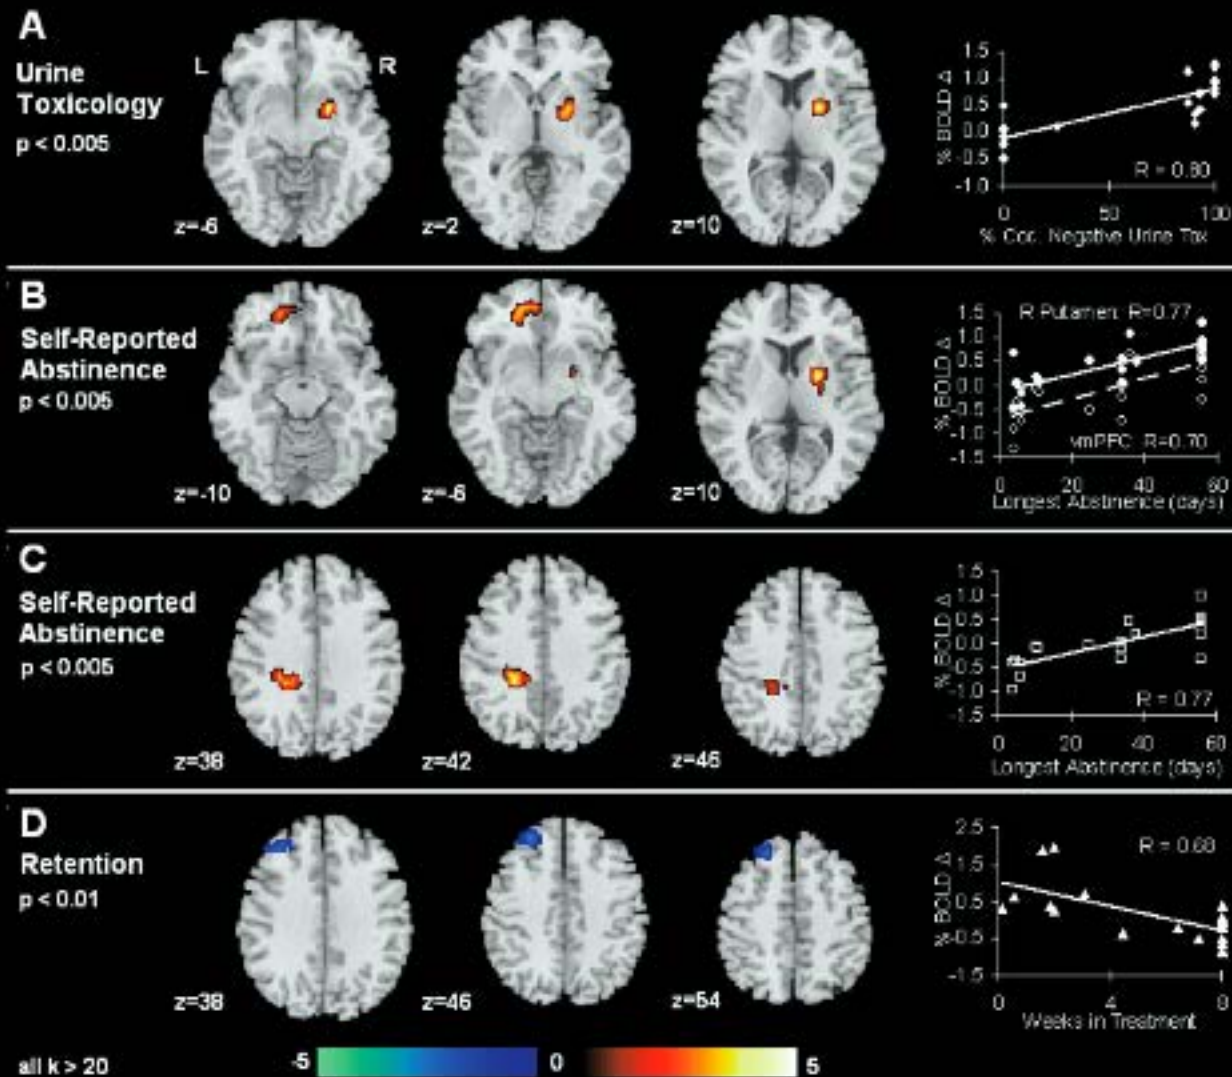 A
Urine
Toxicology
p < 0.005
L
R
z=-6
z=2
z=10
% BOLD Δ
1.5
1.0
0.5
0.0
-0.5
-1.0
R = 0.80
0
50
100
% Coc. Negative Urine Tox
B
Self-Reported
Abstinence
p < 0.005
z=-10
z=-6
z=10
% BOLD Δ
1.5
1.0
0.5
0.0
-0.5
-1.0
-1.5
R Putamen: R=0.77
vmPFC: R=0.70
0
20
40
60
Longest Abstinence (days)
C
Self-Reported
Abstinence
p < 0.005
z=38
z=42
z=46
% BOLD Δ
1.5
1.0
0.5
0.0
-0.5
-1.0
-1.5
R = 0.77
0
20
40
60
Longest Abstinence (days)
D
Retention
p < 0.01
z=38
z=46
z=54
% BOLD Δ
2.5
1.5
0.5
-0.5
-1.5
R = 0.68
0
4
8
Weeks in Treatment
all k > 20
-5
0
5